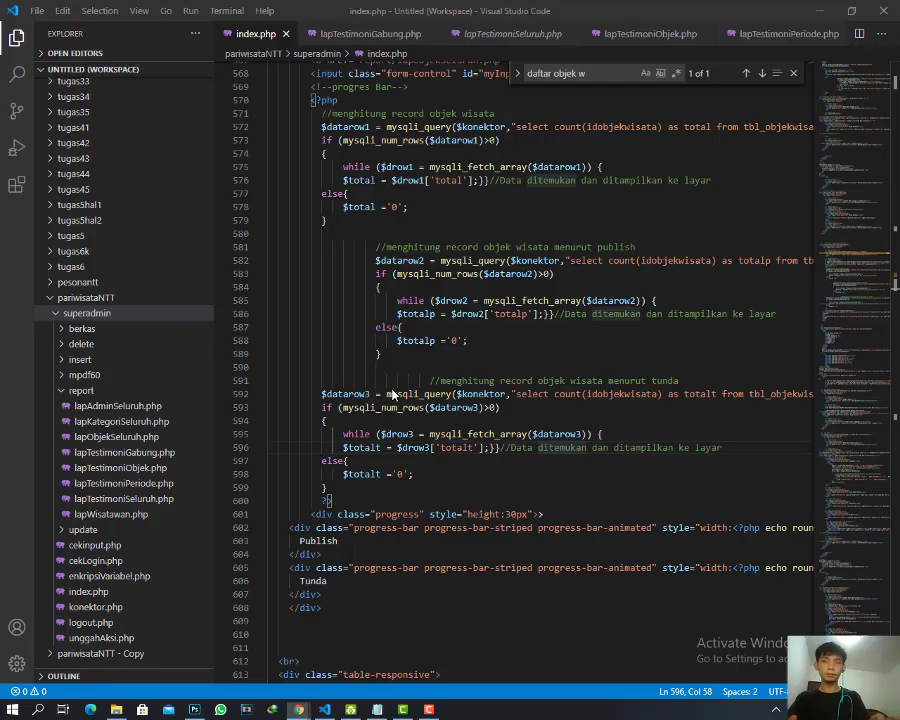 File Edit Selection View Go Run Terminal Help index.php - Untitled (Workspace) - Visual Studio Code
EXPLORER
OPEN EDITORS
UNTITLED (WORKSPACE)
tugas33
tugas34
tugas35
tugas41
tugas42
tugas43
tugas44
tugas45
tugas5hal1
tugas5hal2
tugas5
tugas6k
tugas6
pesonantt
pariwisataNTT
superadmin
berkas
delete
insert
mpdf60
report
lapAdminSeluruh.php
lapKategoriSeluruh.php
lapObjekSeluruh.php
lapTestimoniGabung.php
lapTestimoniObjek.php
lapTestimoniPeriode.php
lapTestimoniSeluruh.php
lapWisatawan.php
update
cekinput.php
cekLogin.php
enkripsiVariabel.php
index.php
konektor.php
logout.php
unggahAksi.php
pariwisataNTT - Copy
OUTLINE
index.php lapTestimoniGabung.php lapTestimoniSeluruh.php lapTestimoniObjek.php lapTestimoniPeriode.php
pariwisataNTT > superadmin > index.php
daftar objek w 1 of 1
568 <input class="form-control" id="myInp
569 <!--progres Bar-->
570 <?php
571 //menghitung record objek wisata
572 $datarow1 = mysqli_query($konektor,"select count(idobjekwisata) as total from tbl_objekwisa
573 if (mysqli_num_rows($datarow1)>0)
574 {
575 while ($drow1 = mysqli_fetch_array($datarow1)) {
576 $total = $drow1['total'];}}//Data ditemukan dan ditampilkan ke layar
577 else{
578 $total ='0';
579 }
580
581 //menghitung record objek wisata menurut publish
582 $datarow2 = mysqli_query($konektor,"select count(idobjekwisata) as totalp from tb
583 if (mysqli_num_rows($datarow2)>0)
584 {
585 while ($drow2 = mysqli_fetch_array($datarow2)) {
586 $totalp = $drow2['totalp'];}}//Data ditemukan dan ditampilkan ke layar
587 else{
588 $totalp ='0';
589 }
590
591 //menghitung record objek wisata menurut tunda
592 $datarow3 = mysqli_query($konektor,"select count(idobjekwisata) as totalt from tbl_objekwis
593 if (mysqli_num_rows($datarow3)>0)
594 {
595 while ($drow3 = mysqli_fetch_array($datarow3)) {
596 $totalt = $drow3['totalt'];}}//Data ditemukan dan ditampilkan ke layar
597 else{
598 $totalt ='0';
599 }
600 ?>
601 <div class="progress" style="height:30px">
602 <div class="progress-bar progress-bar-striped progress-bar-animated" style="width:<?php echo roun
603 Publish
604 </div>
605 <div class="progress-bar progress-bar-striped progress-bar-animated" style="width:<?php echo roun
606 Tunda
607 </div>
608 </div>
609
610
611
612 <br>
613 <div class="table-responsive">
Activate Windo
Go to Settings to a
0 0 Ln 596, Col 58 Spaces: 2 UTF-